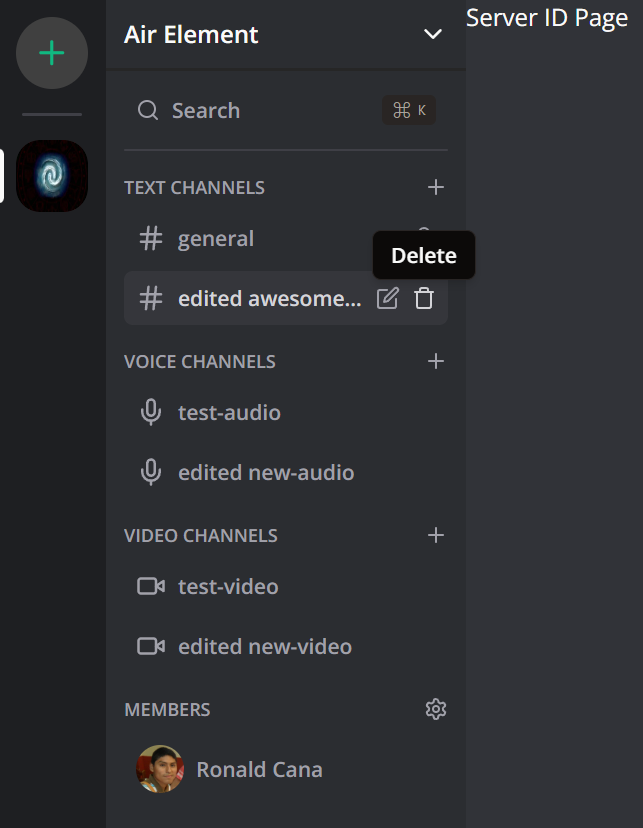 Air Element
Server ID Page
Search
⌘ K
TEXT CHANNELS
general
Delete
edited awesome...
VOICE CHANNELS
test-audio
edited new-audio
VIDEO CHANNELS
test-video
edited new-video
MEMBERS
Ronald Cana